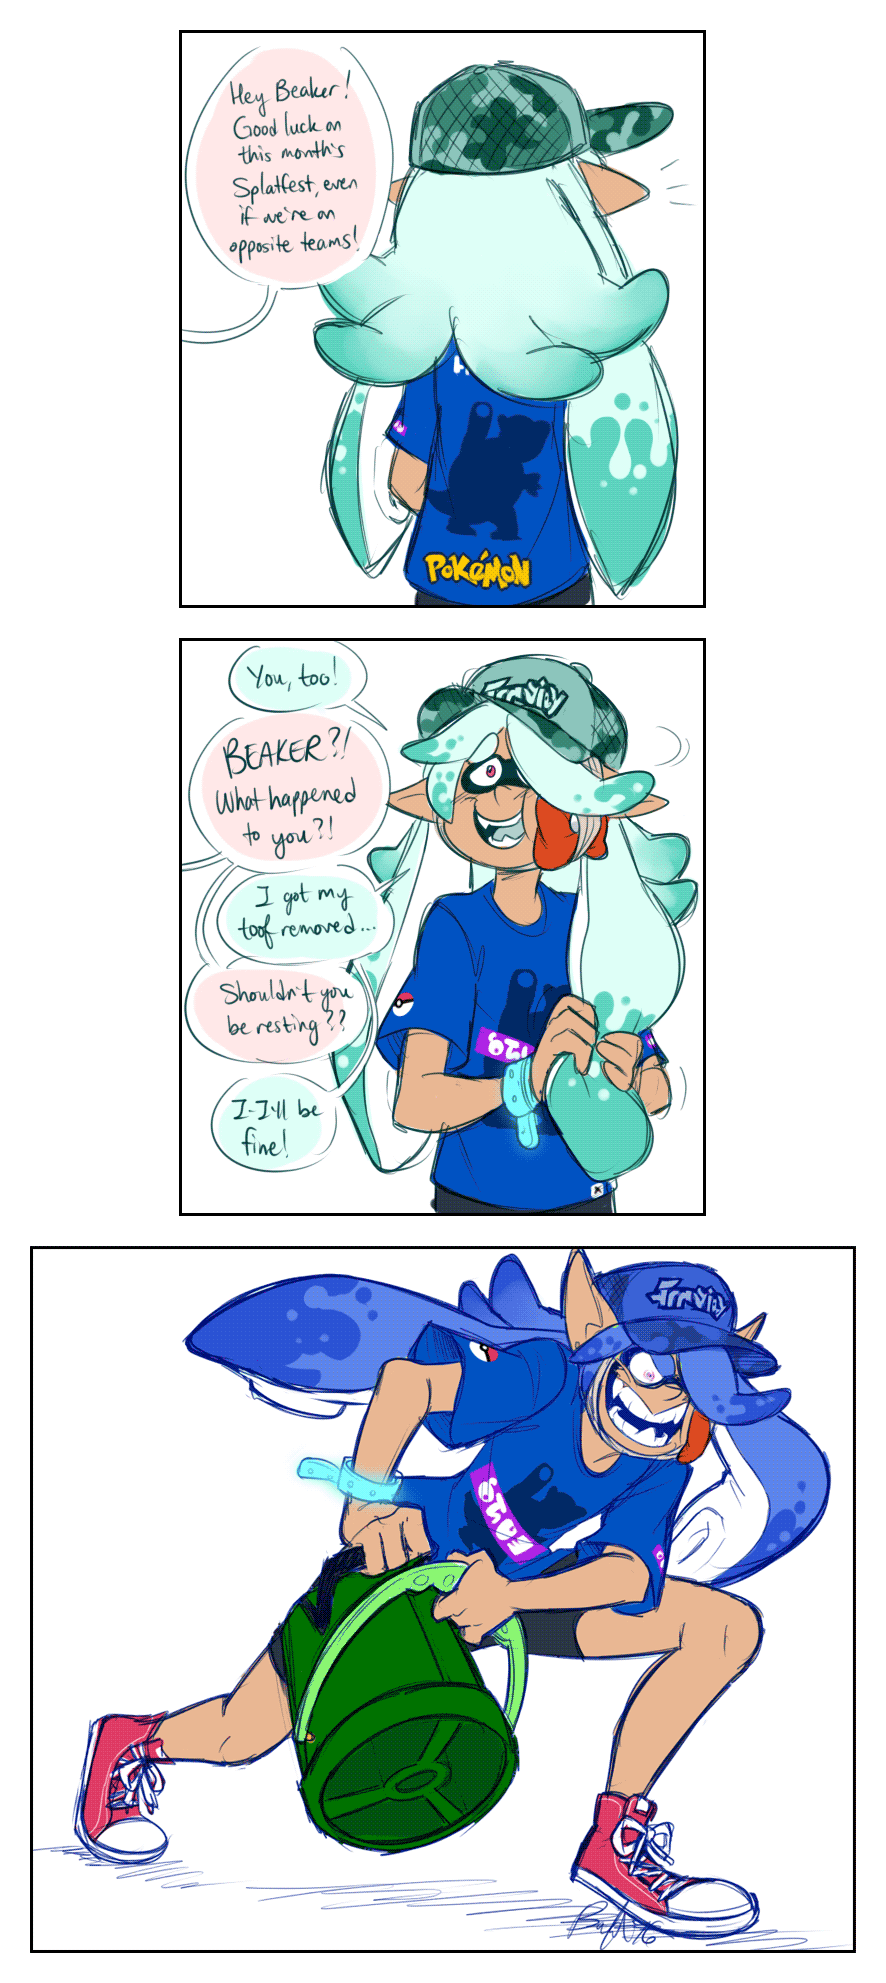 Hey Beaker!
Good luck on
this month's
Splatfest, even
if we're on
opposite teams!
POKéMON
You, too!
BEAKER?!
What happened
to you?!
I got my
toof removed...
Shouldn't you
be resting??
I-I'll be
fine!